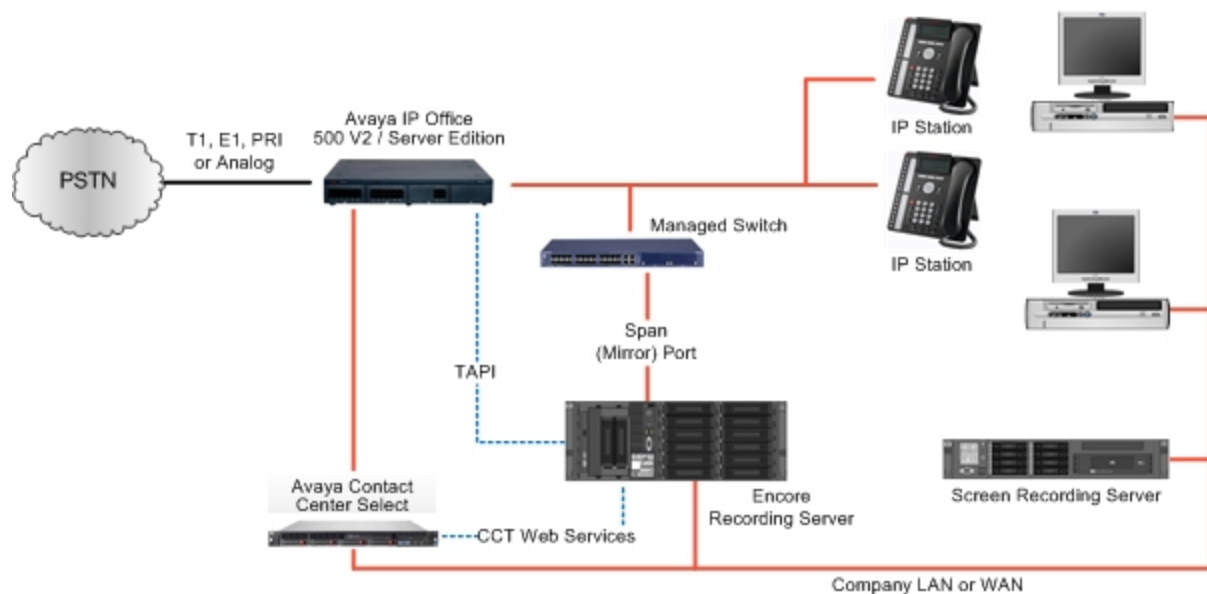 Avaya IP Office
500 V2 / Server Edition
T1, E1, PRI
or Analog
PSTN
IP Station
Managed Switch
IP Station
Span
(Mirror) Port
TAPI
Avaya Contact
Center Select
Encore
Recording Server
Screen Recording Server
CCT Web Services
Company LAN or WAN